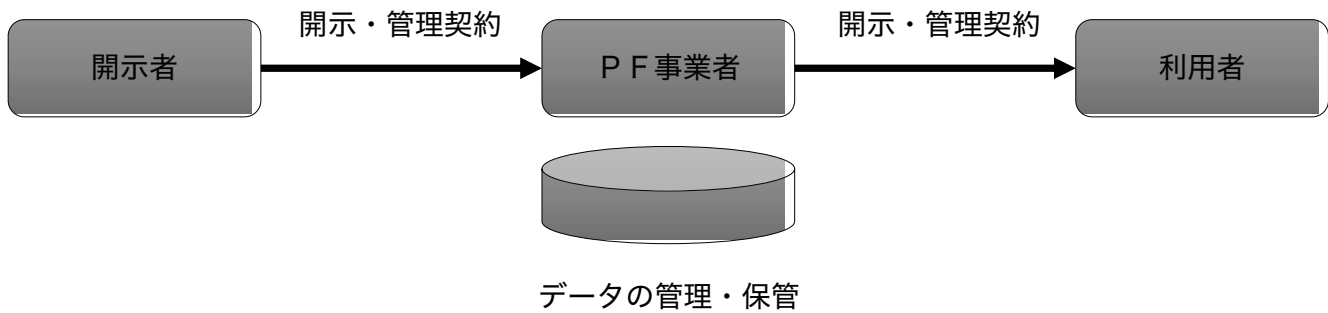 開示・管理契約
開示・管理契約
開示者
ＰＦ事業者
利用者
データの管理・保管